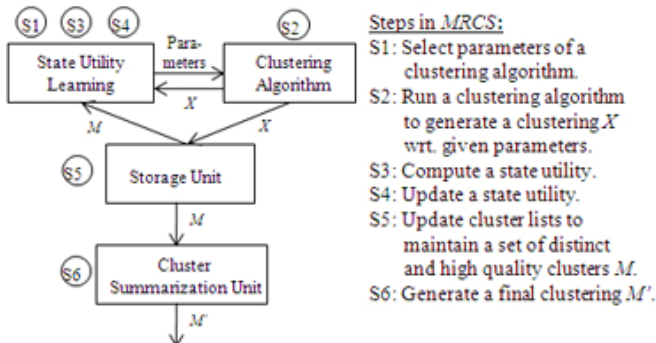 S1 S3 S4 S2
State Utility
Learning
Para-
meters
X
Clustering
Algorithm
M
X
S5
Storage Unit
M
S6
Cluster
Summarization Unit
M'
Steps in MRCS:
S1: Select parameters of a
clustering algorithm.
S2: Run a clustering algorithm
to generate a clustering X
wrt. given parameters.
S3: Compute a state utility.
S4: Update a state utility.
S5: Update cluster lists to
maintain a set of distinct
and high quality clusters M.
S6: Generate a final clustering M'.